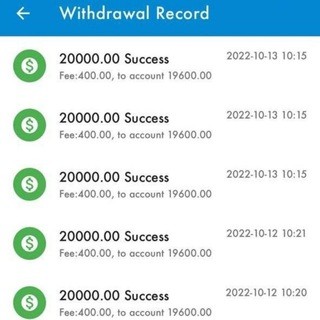 Withdrawal Record
20000.00 Success 2022-10-13 10:15
Fee:400.00, to account 19600.00
20000.00 Success 2022-10-13 10:15
Fee:400.00, to account 19600.00
20000.00 Success 2022-10-13 10:15
Fee:400.00, to account 19600.00
20000.00 Success 2022-10-12 10:21
Fee:400.00, to account 19600.00
20000.00 Success 2022-10-12 10:20
Fee:400.00, to account 19600.00